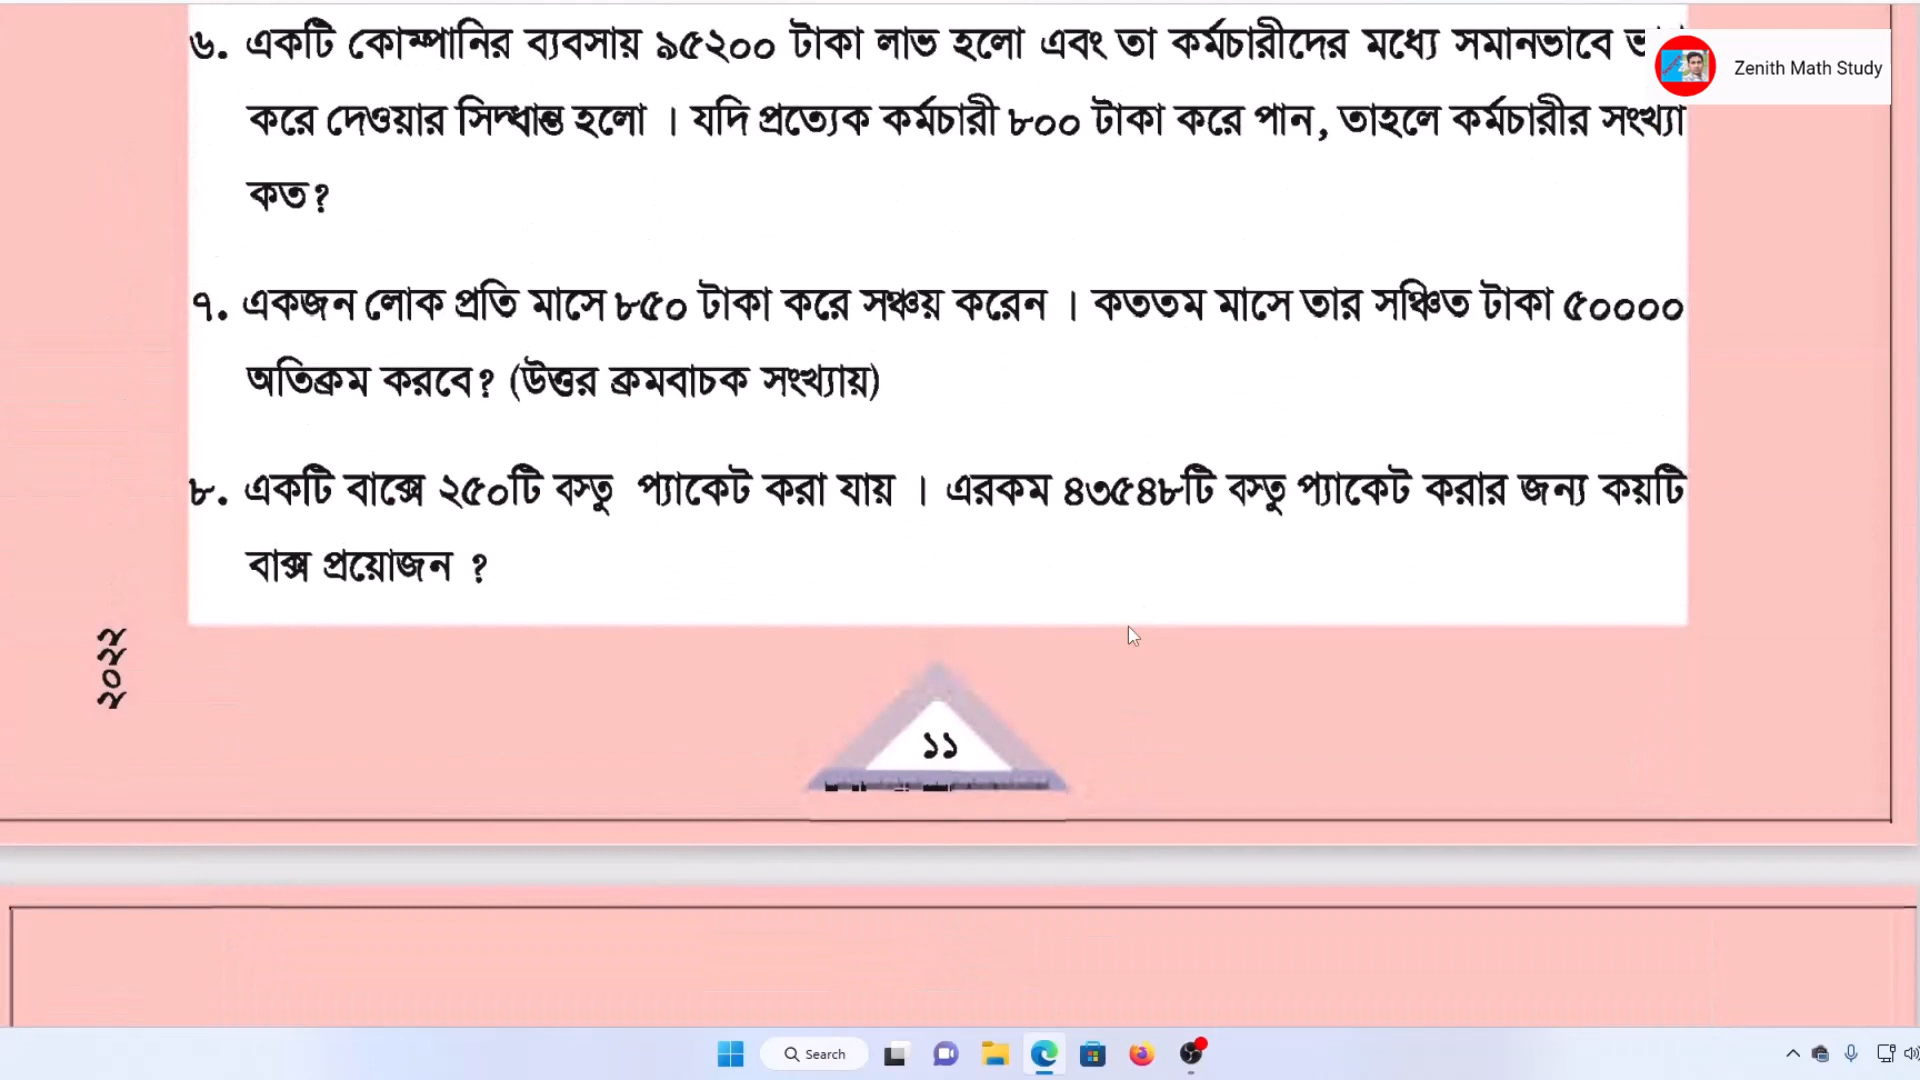 ৬. একটি কোম্পানির ব্যবসায় ৯৫২০০ টাকা লাভ হলো এবং তা কর্মচারীদের মধ্যে সমানভাবে
Zenith Math Study
করে দেওয়ার সিদ্ধান্ত হলো । যদি প্রত্যেক কর্মচারী ৮০০ টাকা করে পান, তাহলে কর্মচারীর সংখ্যা
কত?
৭. একজন লোক প্রতি মাসে ৮৫০ টাকা করে সঞ্চয় করেন । কততম মাসে তার সঞ্চিত টাকা ৫০০০০
অতিক্রম করবে? (উত্তর ক্রমবাচক সংখ্যায়)
৮. একটি বাক্সে ২৫০টি বস্তু প্যাকেট করা যায় । এরকম ৪৩৫৪৮টি বস্তু প্যাকেট করার জন্য কয়টি
বাক্স প্রয়োজন ?
২০২২
১১
Search